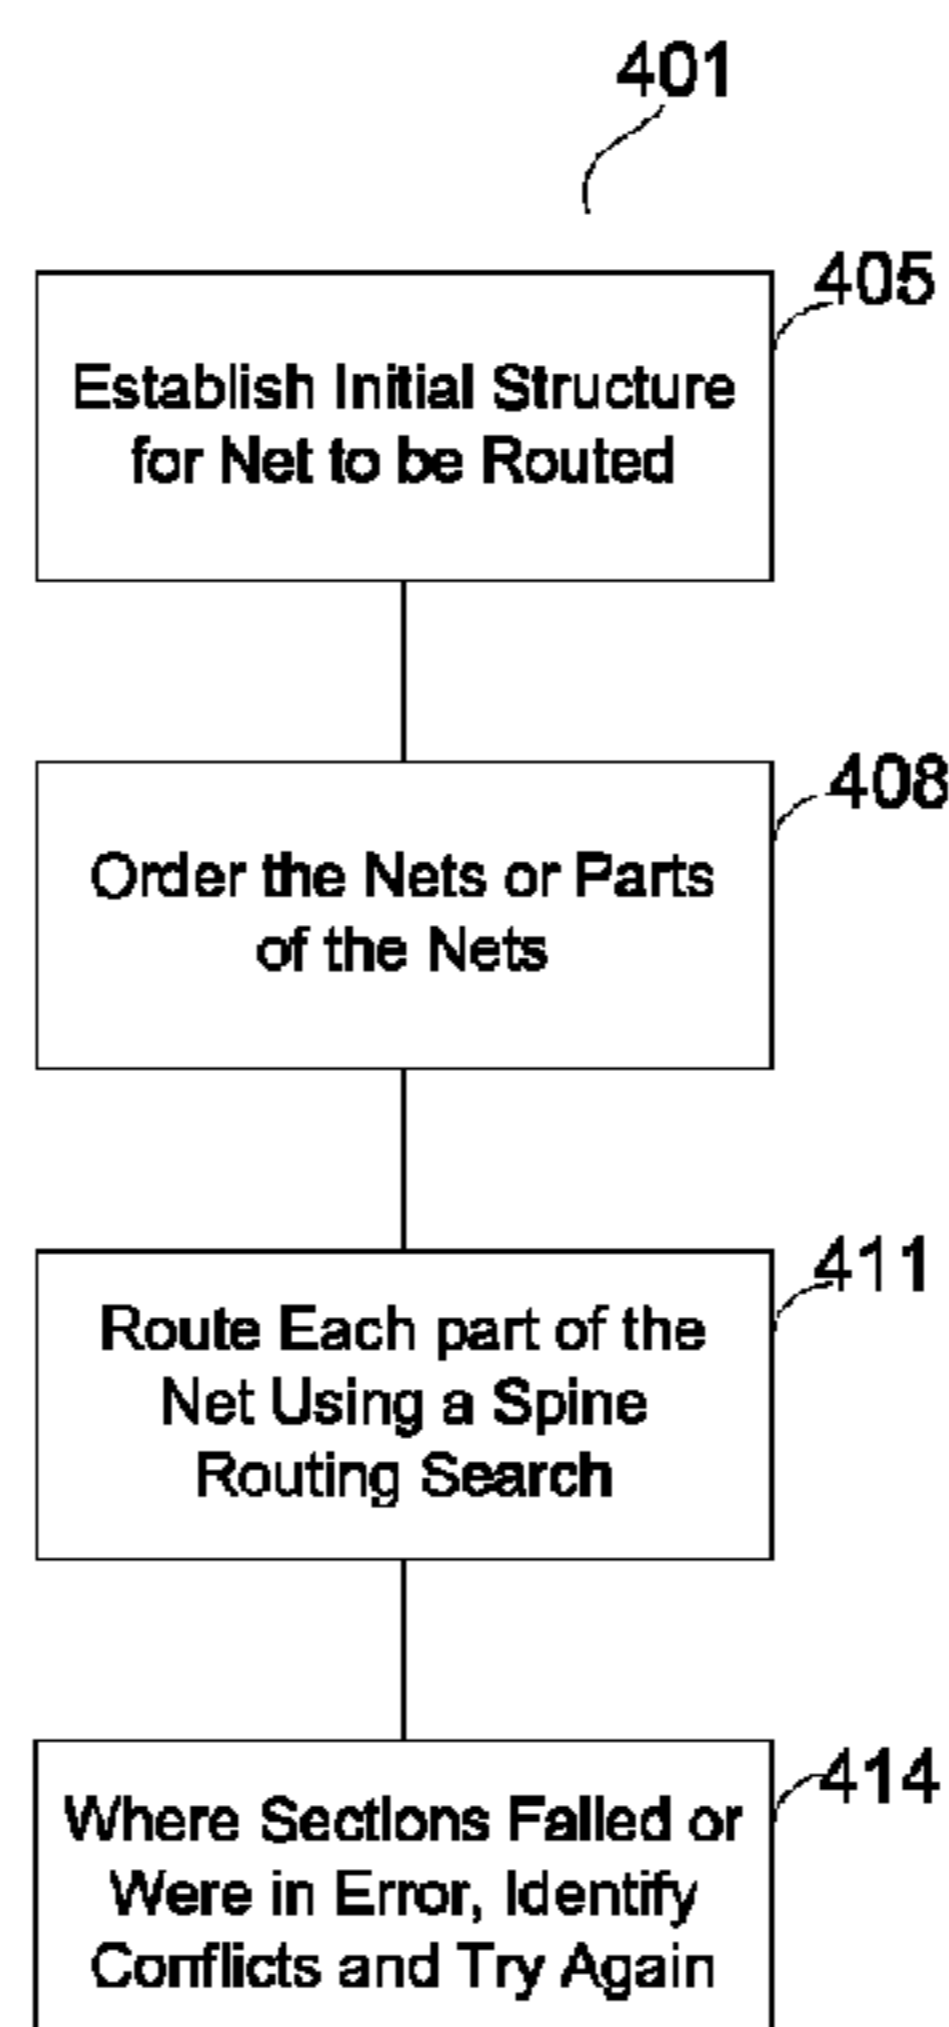 401
405
Establish Initial Structure
for Net to be Routed
408
Order the Nets or Parts
of the Nets
411
Route Each part of the
Net Using a Spine
Routing Search
414
Where Sections Failed or
Were in Error, Identify
Conflicts and Try Again